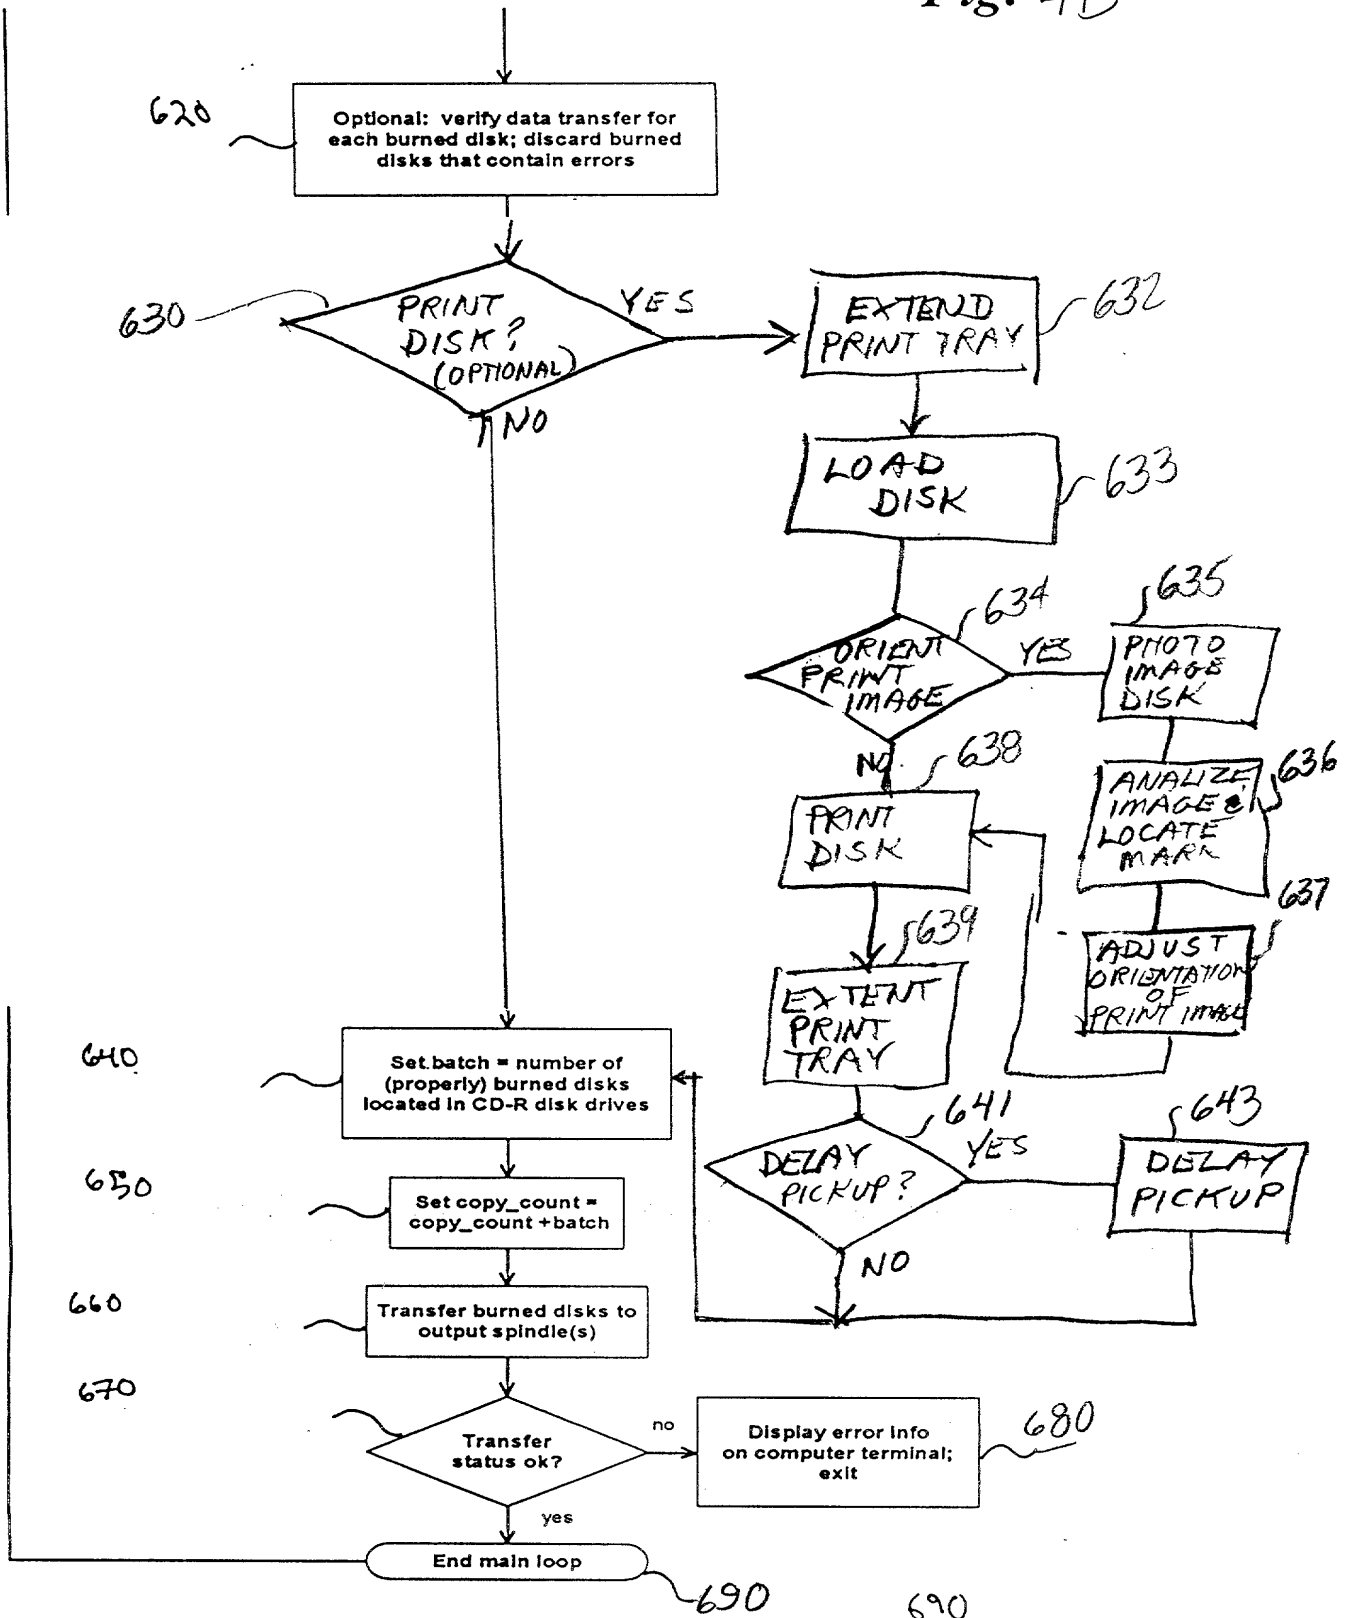 Fig. 4B
620
Optional: verify data transfer for
each burned disk; discard burned
disks that contain errors
630
PRINT
DISK?
(OPTIONAL)
YES
NO
EXTEND
PRINT TRAY
632
LOAD
DISK
633
634
ORIENT
PRINT
IMAGE
YES
NO
635
PHOTO
IMAGE
DISK
636
ANALIZE
IMAGE &
LOCATE
MARK
637
ADJUST
ORIENTATION
OF
PRINT IMAGE
638
PRINT
DISK
639
EXTENT
PRINT
TRAY
640
Set.batch = number of
(properly) burned disks
located in CD-R disk drives
641
DELAY
PICKUP?
YES
NO
643
DELAY
PICKUP
650
Set copy_count =
copy_count +batch
660
Transfer burned disks to
output spindle(s)
670
Transfer
status ok?
no
yes
Display error info
on computer terminal;
exit
680
End main loop
690
690